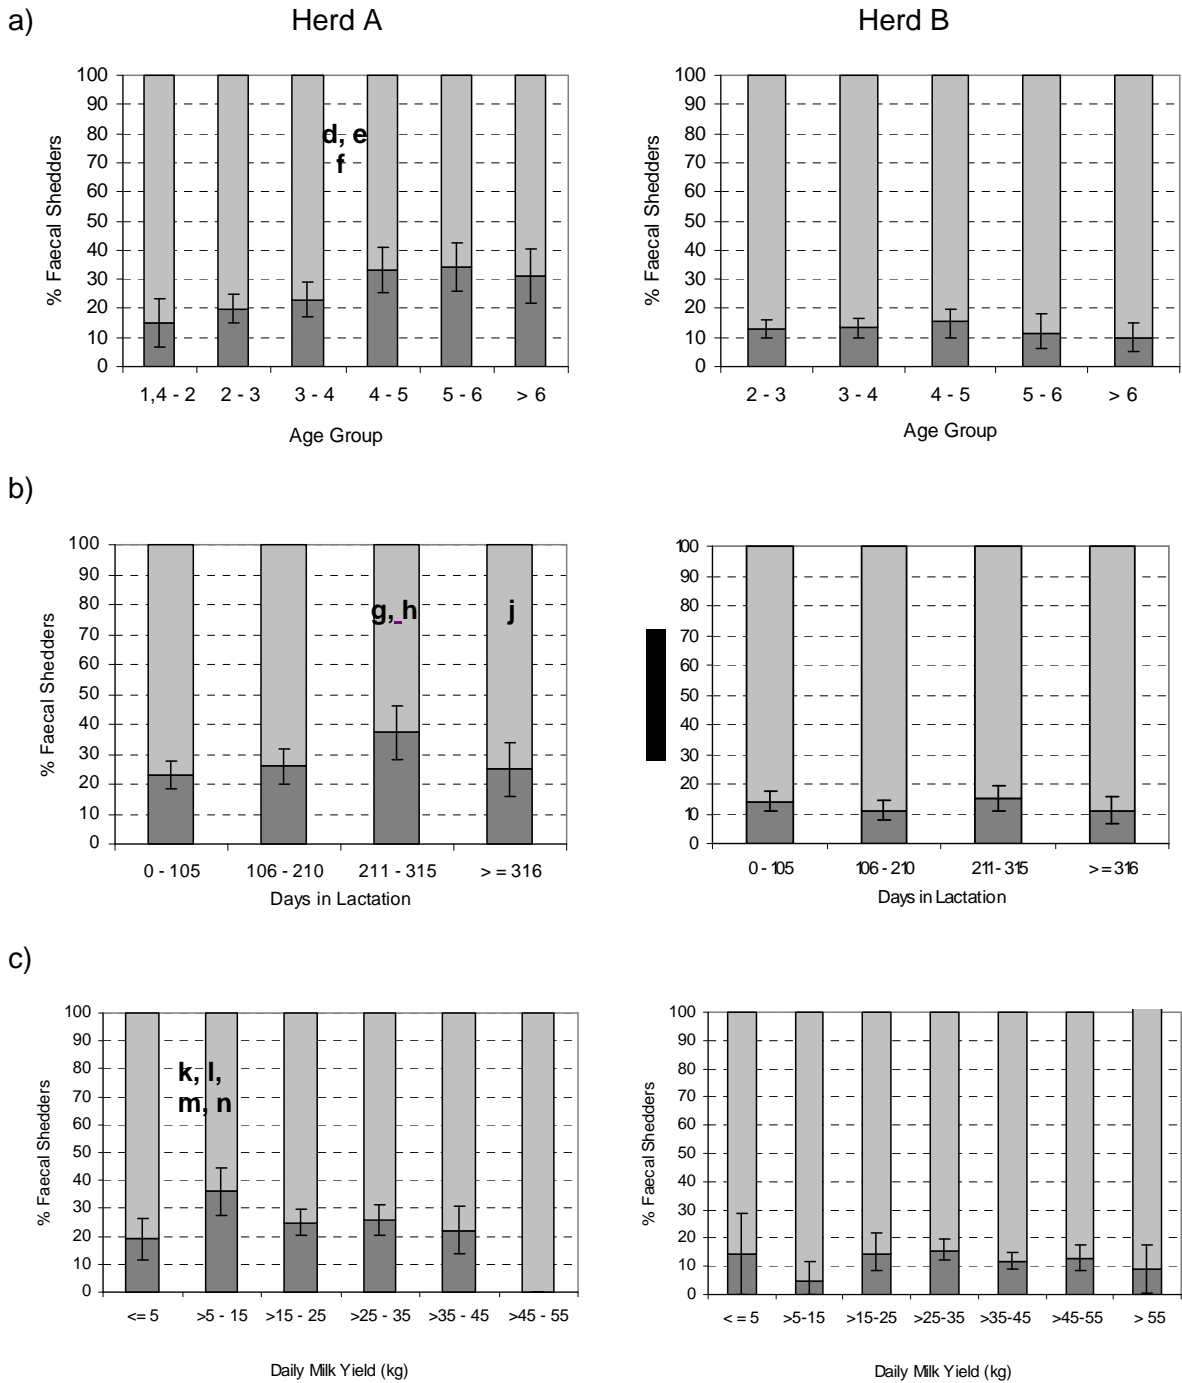 a)
Herd A
Herd B
% Faecal Shedders
100
90
80
70
60
50
40
30
20
10
0
d, e
f
1,4 - 2 2 - 3 3 - 4 4 - 5 5 - 6 > 6
Age Group
% Faecal Shedders
100
90
80
70
60
50
40
30
20
10
0
2 - 3 3 - 4 4 - 5 5 - 6 > 6
Age Group
b)
% Faecal Shedders
100
90
80
70
60
50
40
30
20
10
0
g, h
j
0 - 105 106 - 210 211 - 315 > = 316
Days in Lactation
100
90
80
70
60
50
40
30
20
10
0
0 - 105 106 - 210 211 - 315 > = 316
Days in Lactation
c)
% Faecal Shedders
100
90
80
70
60
50
40
30
20
10
0
k, l,
m, n
<= 5 >5 - 15 >15 - 25 >25 - 35 >35 - 45 >45 - 55
Daily Milk Yield (kg)
% Faecal Shedders
100
90
80
70
60
50
40
30
20
10
0
< = 5 >5-15 >15-25 >25-35 >35-45 >45-55 > 55
Daily Milk Yield (kg)